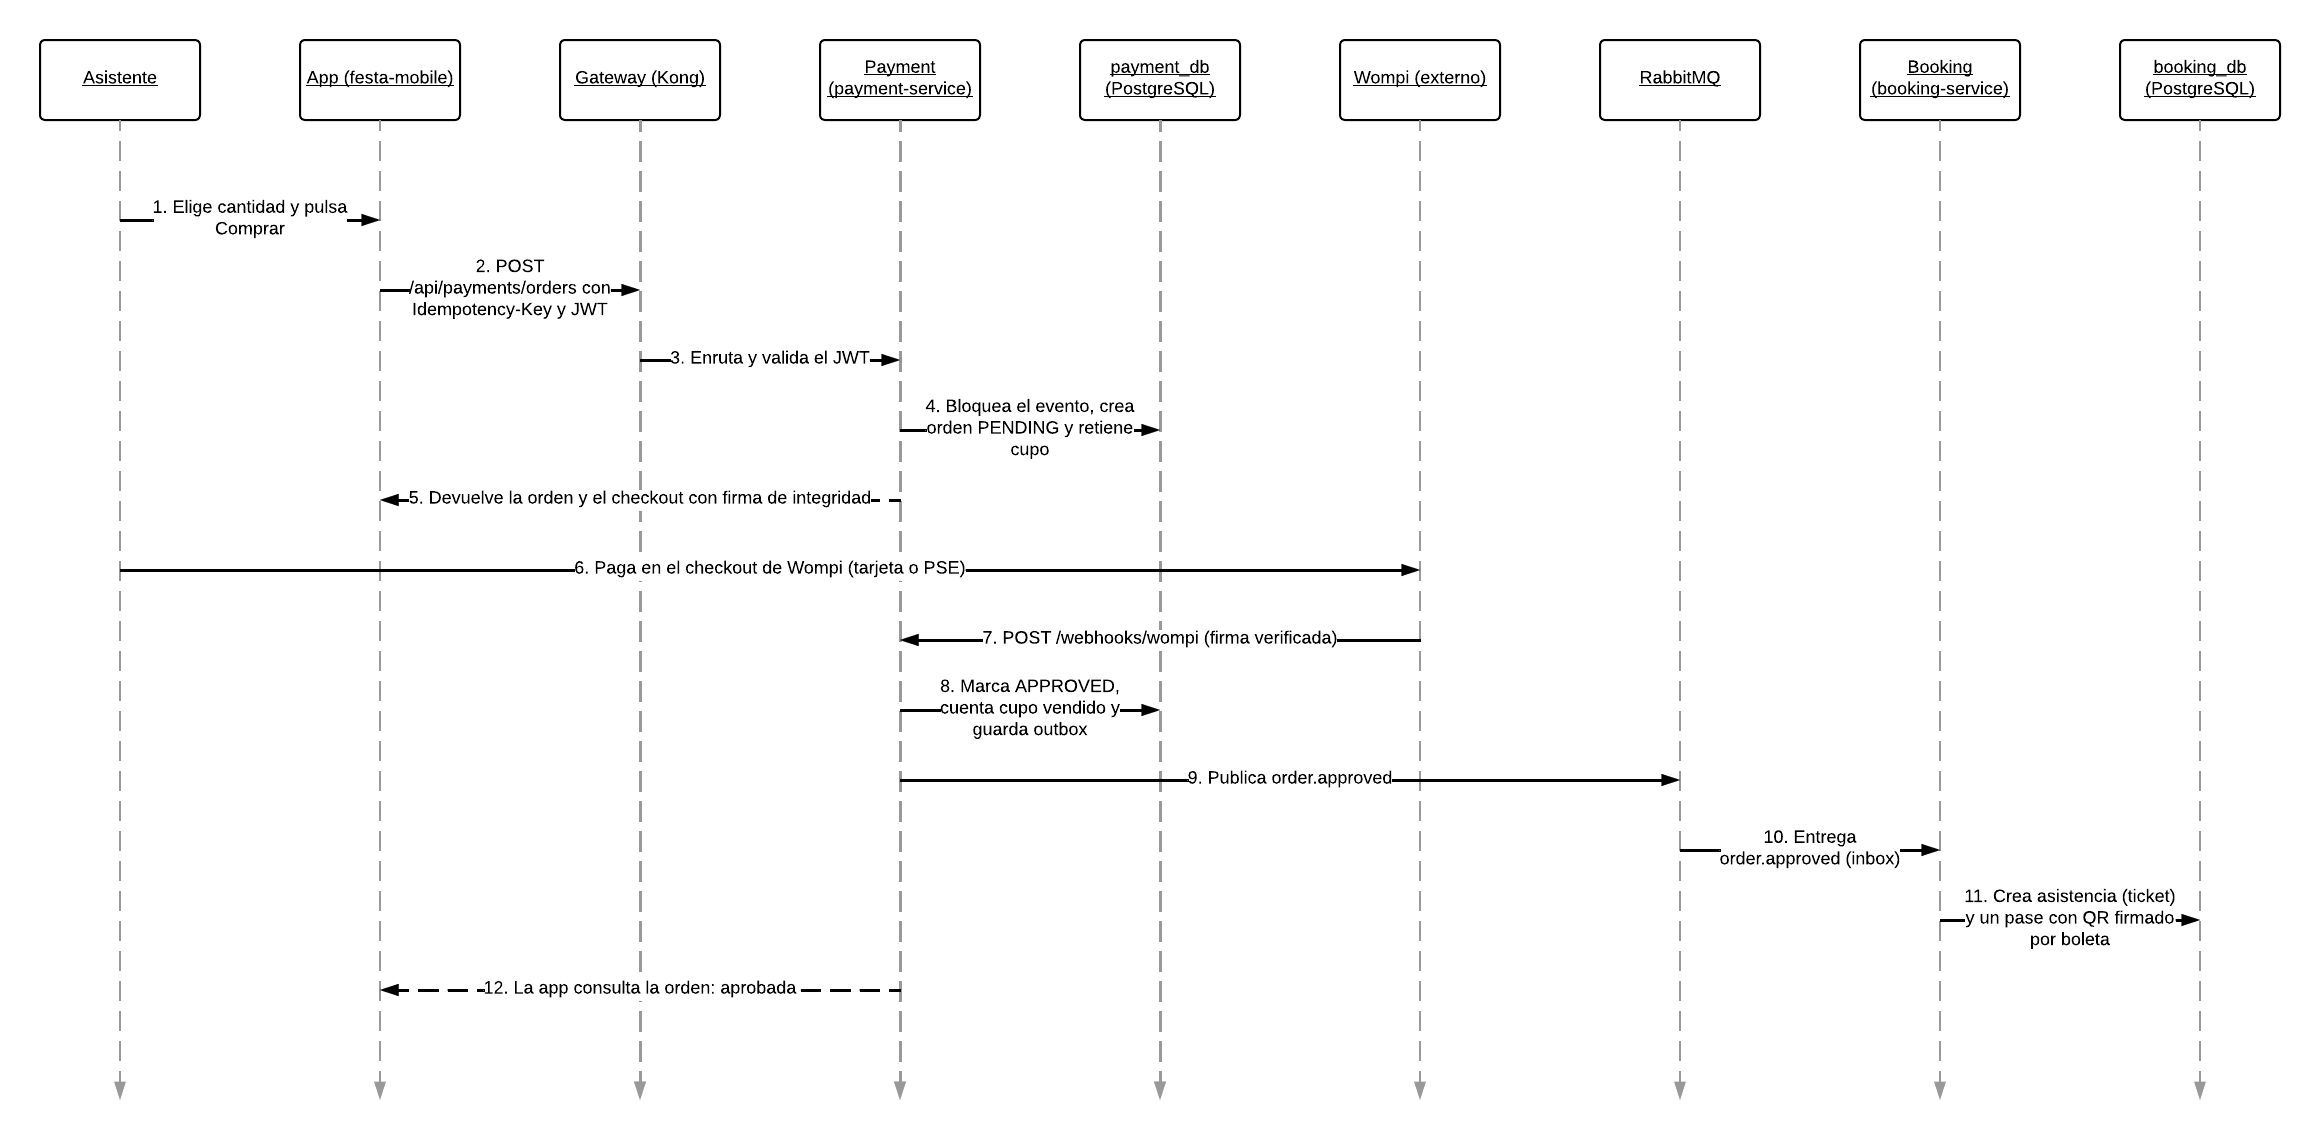 Asistente
App (festa-mobile)
Gateway (Kong)
Payment
(payment-service)
payment_db
(PostgreSQL)
Wompi (externo)
RabbitMQ
Booking
(booking-service)
booking_db
(PostgreSQL)
1. Elige cantidad y pulsa
Comprar
2. POST
/api/payments/orders con
Idempotency-Key y JWT
3. Enruta y valida el JWT
4. Bloquea el evento, crea
orden PENDING y retiene
cupo
5. Devuelve la orden y el checkout con firma de integridad
6. Paga en el checkout de Wompi (tarjeta o PSE)
7. POST /webhooks/wompi (firma verificada)
8. Marca APPROVED,
cuenta cupo vendido y
guarda outbox
9. Publica order.approved
10. Entrega
order.approved (inbox)
11. Crea asistencia (ticket)
y un pase con QR firmado
por boleta
12. La app consulta la orden: aprobada